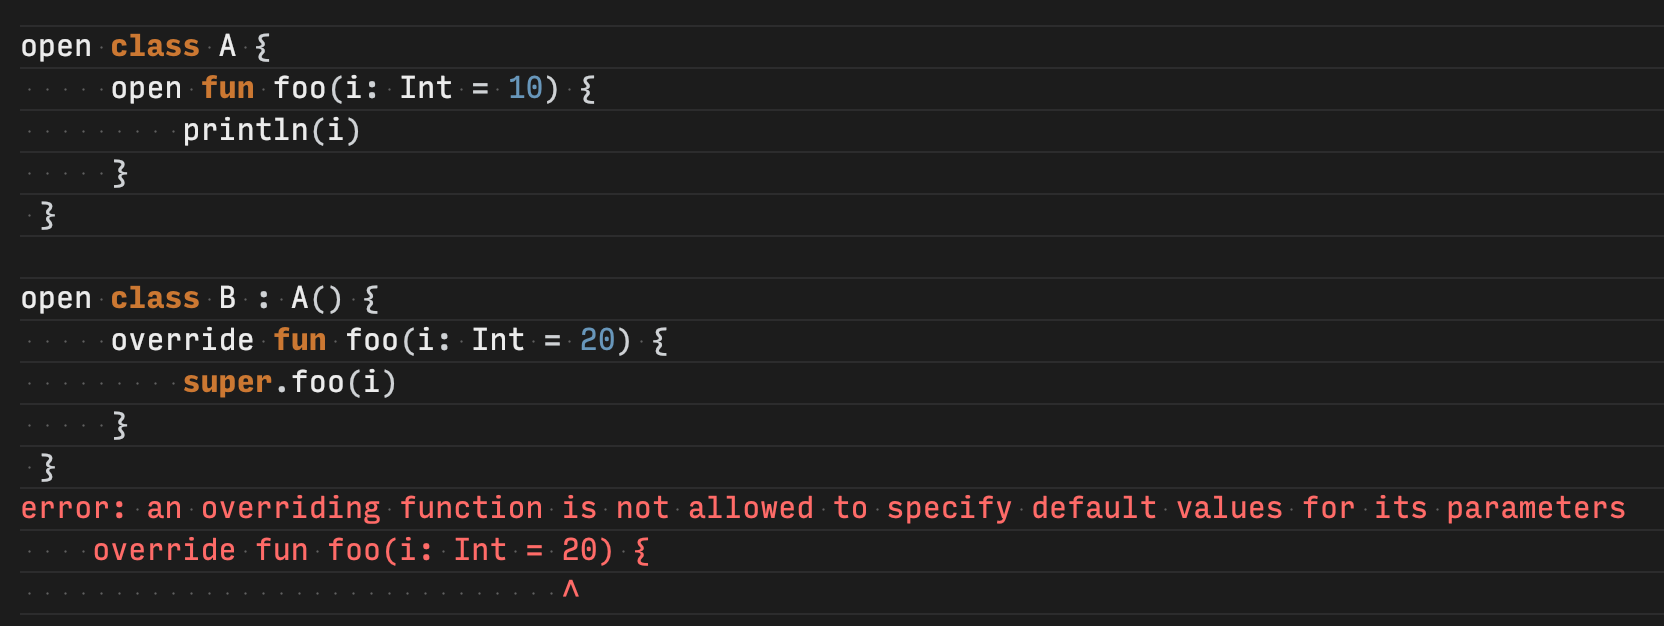 open class A {
     open fun foo(i: Int = 10) {
         println(i)
     }
 }

open class B : A() {
     override fun foo(i: Int = 20) {
         super.foo(i)
     }
 }
error: an overriding function is not allowed to specify default values for its parameters
    override fun foo(i: Int = 20) {
                              ^